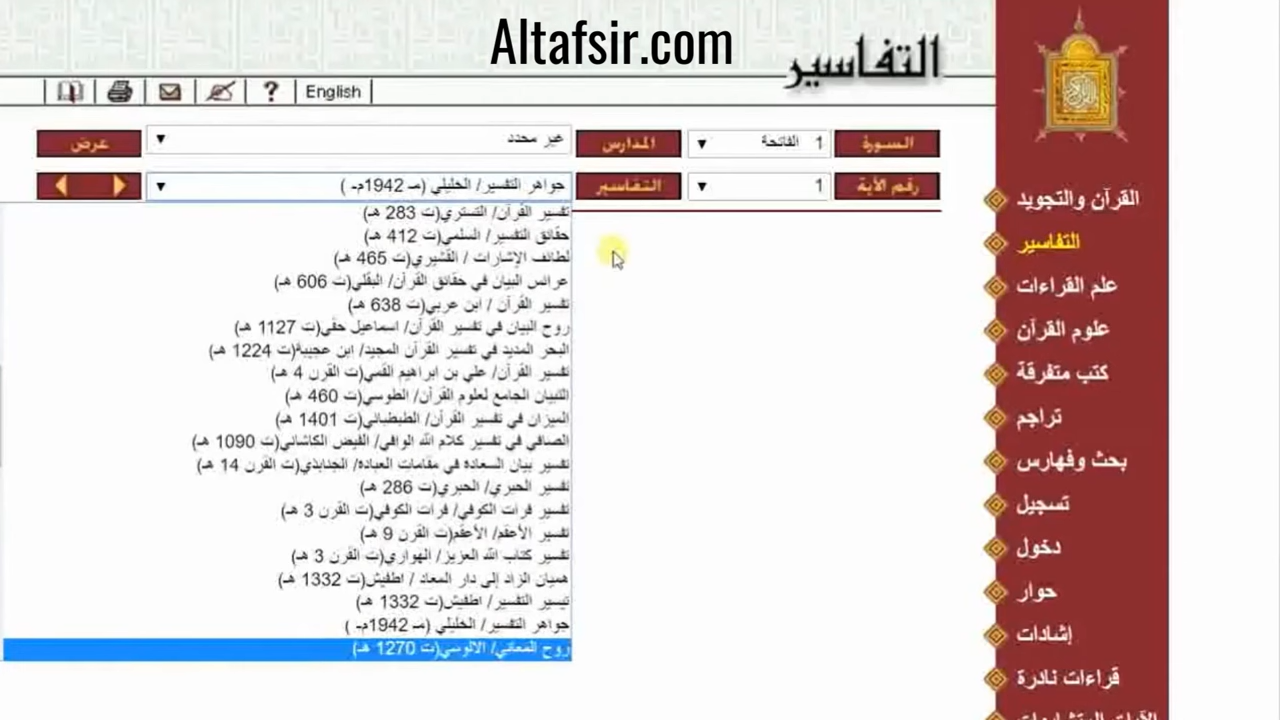 Altafsir.com
التفاسير
English
السورة
1 الفاتحة
المدارس
غير محدد
عرض
رقم الآية
1
التفاسير
جواهر التفسير/ الخليلي (مـ 1942م- )
تفسير القرآن/ التستري(ت 283 هـ)
حقائق التفسير/ السلمي(ت 412 هـ)
لطائف الإشارات / القشيري(ت 465 هـ)
عرائس البيان في حقائق القرآن/ البقلي(ت 606 هـ)
تفسير القرآن / ابن عربي(ت 638 هـ)
روح البيان في تفسير القرآن/ اسماعيل حقي(ت 1127 هـ)
البحر المديد في تفسير القرآن المجيد/ ابن عجيبة(ت 1224 هـ)
تفسير القرآن/ علي بن ابراهيم القمي(ت القرن 4 هـ)
التبيان الجامع لعلوم القرآن/ الطوسي(ت 460 هـ)
الميزان في تفسير القرآن/ الطبطبائي(ت 1401 هـ)
الصافي في تفسير كلام الله الوافي/ الفيض الكاشاني(ت 1090 هـ)
تفسير بيان السعادة في مقامات العبادة/ الجنابذي(ت القرن 14 هـ)
تفسير الحبري/ الحبري(ت 286 هـ)
تفسير فرات الكوفي/ فرات الكوفي(ت القرن 3 هـ)
تفسير الأعقم/ الأعقم(ت القرن 9 هـ)
تفسير كتاب الله العزيز/ الهواري(ت القرن 3 هـ)
هميان الزاد إلى دار المعاد / اطفيش(ت 1332 هـ)
تيسير التفسير/ اطفيش(ت 1332 هـ)
جواهر التفسير/ الخليلي (مـ 1942م- )
روح المعاني/ الالوسي(ت 1270 هـ)
القرآن والتجويد
التفاسير
علم القراءات
علوم القرآن
كتب متفرقة
تراجم
بحث وفهارس
تسجيل
دخول
حوار
إشادات
قراءات نادرة